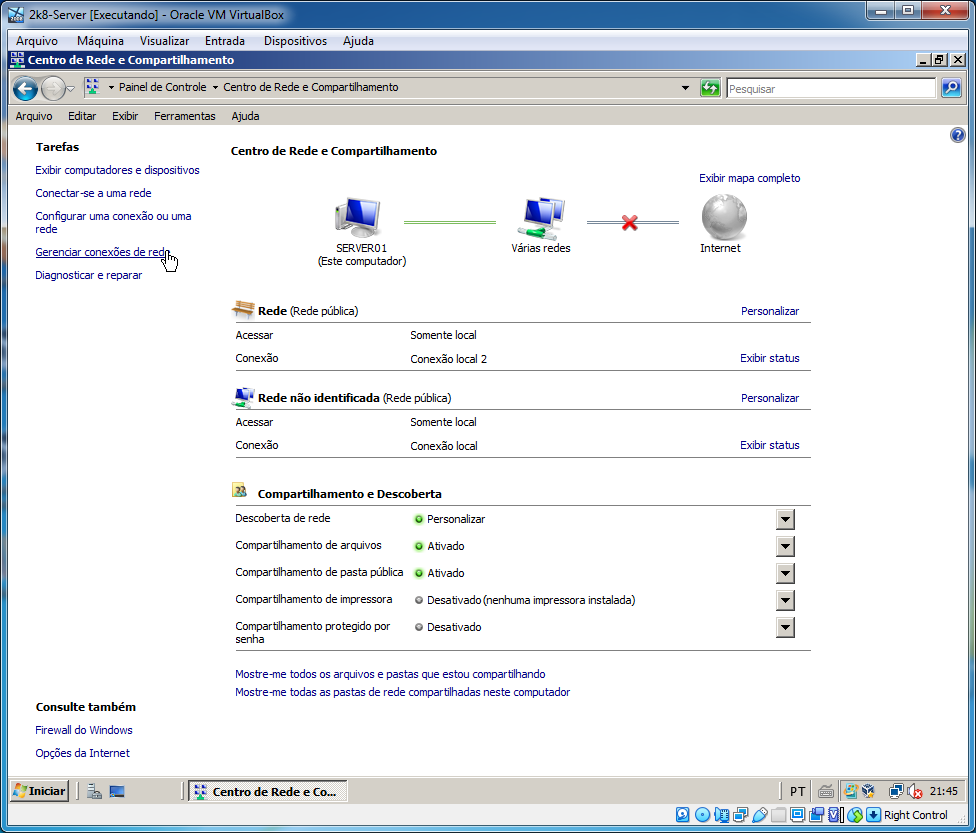 2k8-Server [Executando] - Oracle VM VirtualBox
Arquivo Máquina Visualizar Entrada Dispositivos Ajuda
Centro de Rede e Compartilhamento
Painel de Controle Centro de Rede e Compartilhamento Pesquisar
Arquivo Editar Exibir Ferramentas Ajuda
Tarefas
Exibir computadores e dispositivos
Conectar-se a uma rede
Configurar uma conexão ou uma
rede
Gerenciar conexões de rede
Diagnosticar e reparar
Centro de Rede e Compartilhamento
Exibir mapa completo
SERVER01
(Este computador)
Várias redes
Internet
Rede (Rede pública) Personalizar
Acessar Somente local
Conexão Conexão local 2 Exibir status
Rede não identificada (Rede pública) Personalizar
Acessar Somente local
Conexão Conexão local Exibir status
Compartilhamento e Descoberta
Descoberta de rede Personalizar
Compartilhamento de arquivos Ativado
Compartilhamento de pasta pública Ativado
Compartilhamento de impressora Desativado (nenhuma impressora instalada)
Compartilhamento protegido por
senha Desativado
Mostre-me todos os arquivos e pastas que estou compartilhando
Mostre-me todas as pastas de rede compartilhadas neste computador
Consulte também
Firewall do Windows
Opções da Internet
Iniciar Centro de Rede e Co... PT 21:45
Right Control